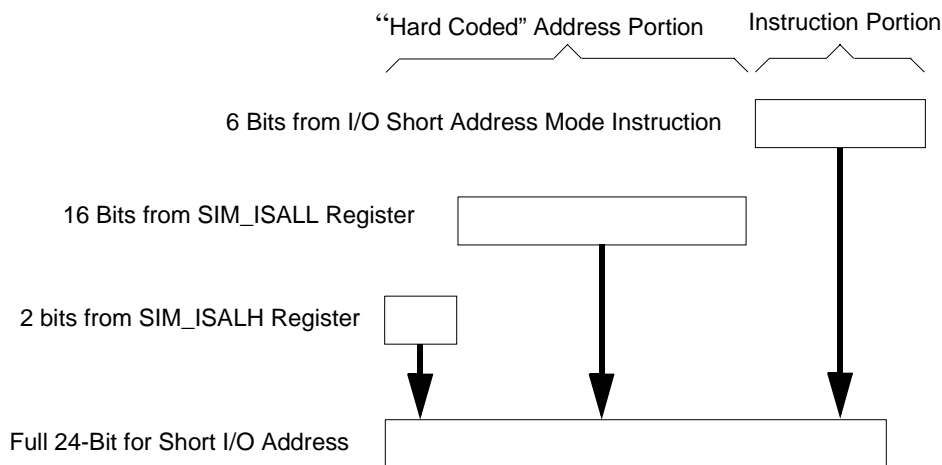 “Hard Coded” Address Portion
Instruction Portion
6 Bits from I/O Short Address Mode Instruction
16 Bits from SIM_ISALL Register
2 bits from SIM_ISALH Register
Full 24-Bit for Short I/O Address